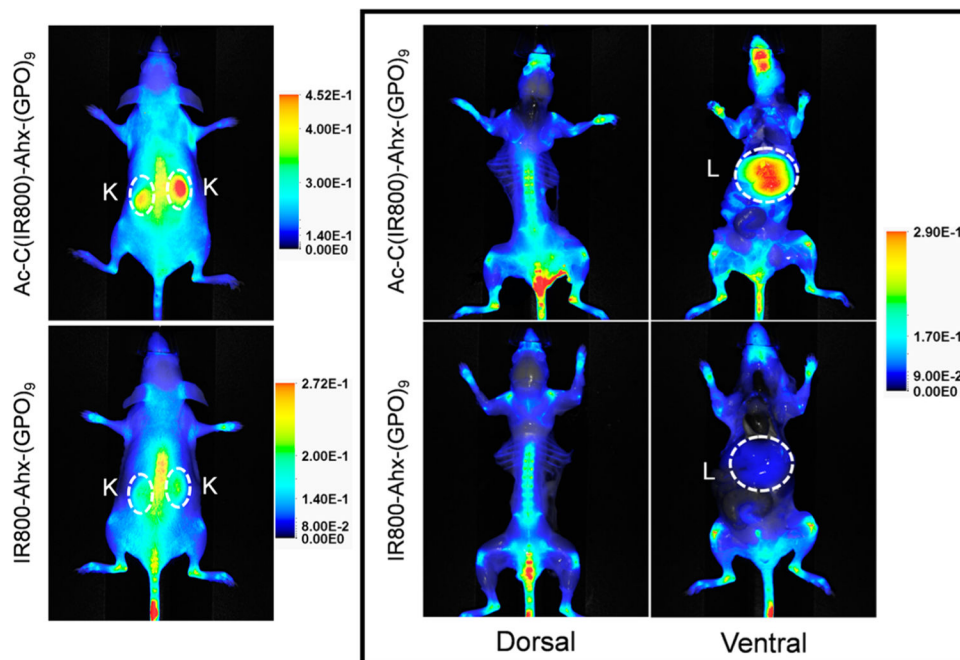 Ac-C(IR800)-Ahx-(GPO)₉
K
K
4.52E-1
4.00E-1
3.00E-1
1.40E-1
0.00E0
IR800-Ahx-(GPO)₉
K
K
2.72E-1
2.00E-1
1.40E-1
8.00E-2
0.00E0
Ac-C(IR800)-Ahx-(GPO)₉
L
IR800-Ahx-(GPO)₉
L
2.90E-1
1.70E-1
9.00E-2
0.00E0
Dorsal
Ventral